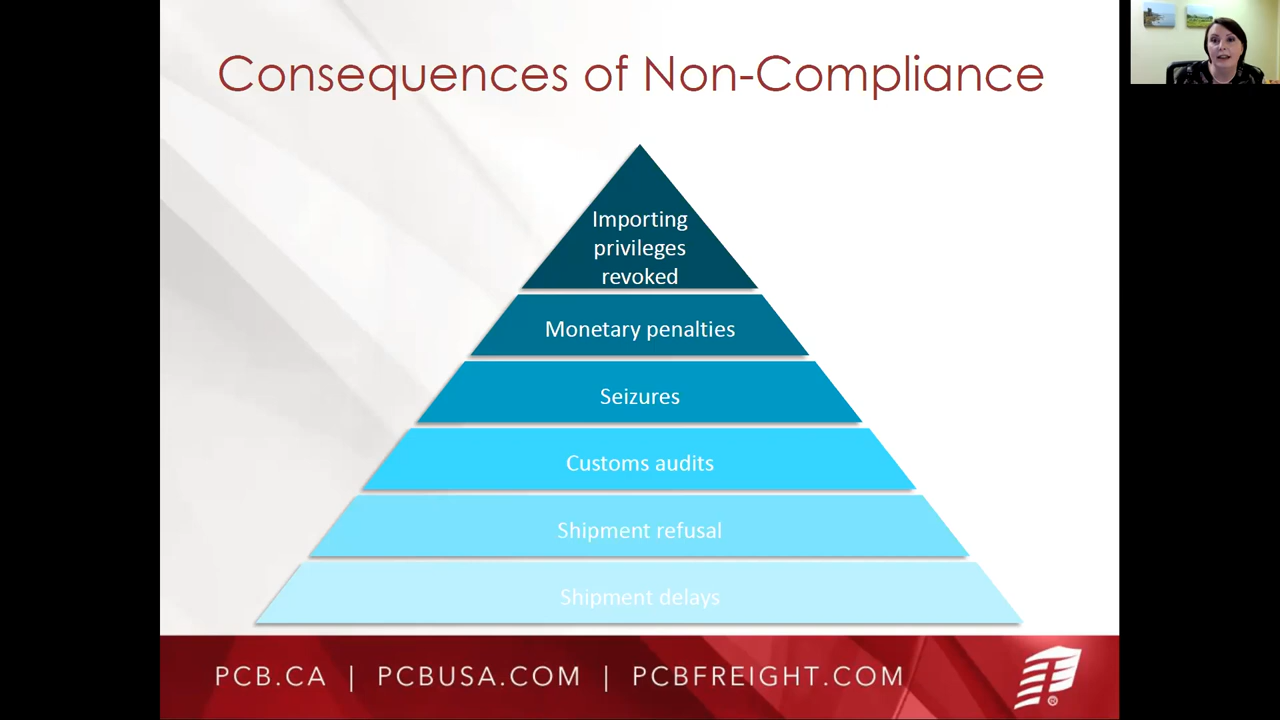 Consequences of Non-Compliance
Importing
privileges
revoked
Monetary penalties
Seizures
Customs audits
Shipment refusal
Shipment delays
PCB.CA | PCBUSA.COM | PCBFREIGHT.COM
®